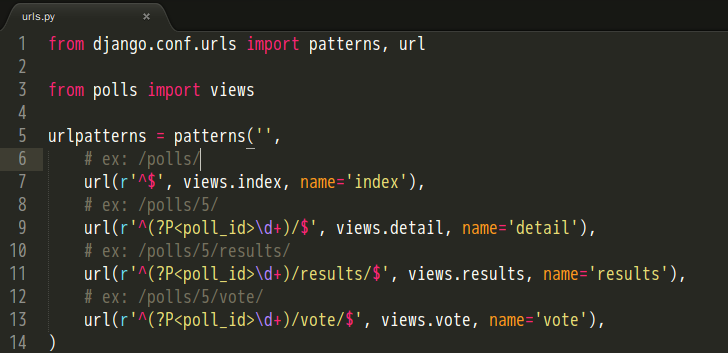 urls.py ×
1 from django.conf.urls import patterns, url
2
3 from polls import views
4
5 urlpatterns = patterns('',
6     # ex: /polls/
7     url(r'^$', views.index, name='index'),
8     # ex: /polls/5/
9     url(r'^(?P<poll_id>\d+)/$', views.detail, name='detail'),
10     # ex: /polls/5/results/
11     url(r'^(?P<poll_id>\d+)/results/$', views.results, name='results'),
12     # ex: /polls/5/vote/
13     url(r'^(?P<poll_id>\d+)/vote/$', views.vote, name='vote'),
14 )